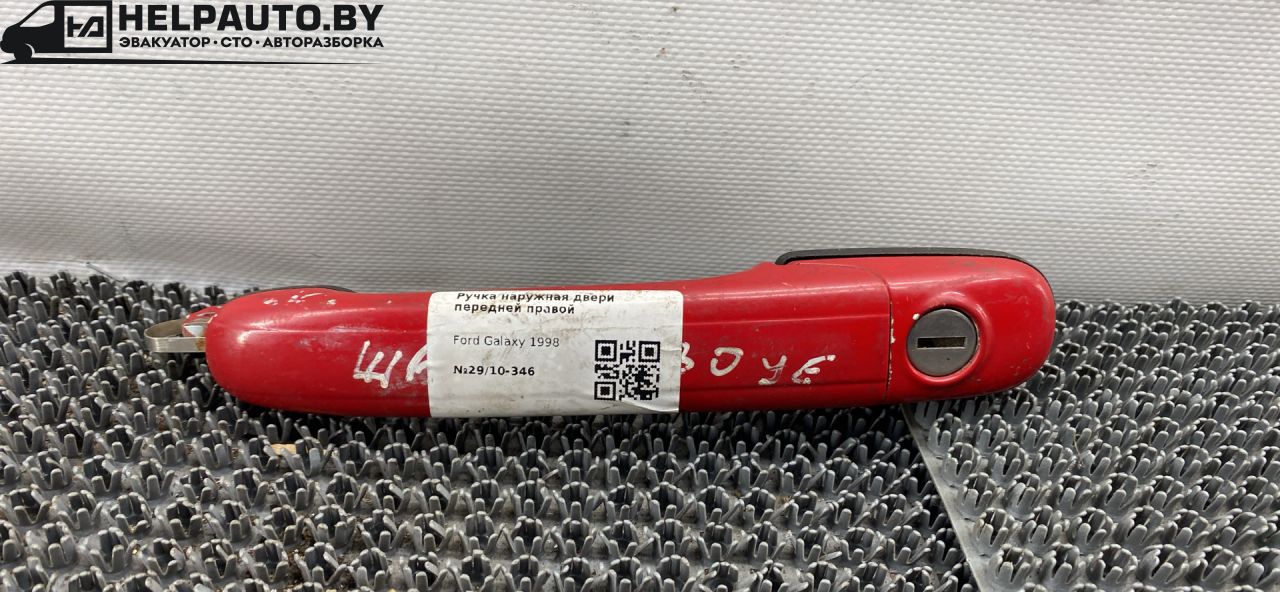 HELPAUTO.BY
ЭВАКУАТОР · СТО · АВТОРАЗБОРКА
Ручка наружная двери
передней правой
Ford Galaxy 1998
№29/10-346